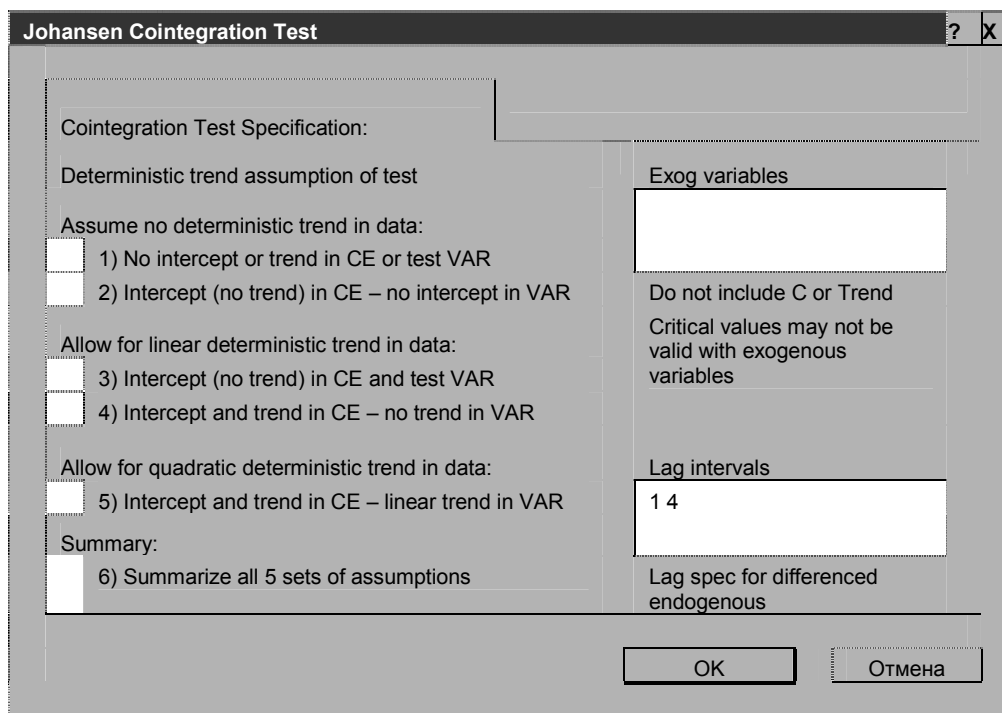 Johansen Cointegration Test ? X
Cointegration Test Specification:
Deterministic trend assumption of test
Assume no deterministic trend in data:
1) No intercept or trend in CE or test VAR
2) Intercept (no trend) in CE – no intercept in VAR
Allow for linear deterministic trend in data:
3) Intercept (no trend) in CE and test VAR
4) Intercept and trend in CE – no trend in VAR
Allow for quadratic deterministic trend in data:
5) Intercept and trend in CE – linear trend in VAR
Summary:
6) Summarize all 5 sets of assumptions
Exog variables
Do not include C or Trend
Critical values may not be
valid with exogenous
variables
Lag intervals
1 4
Lag spec for differenced
endogenous
OK
Отмена